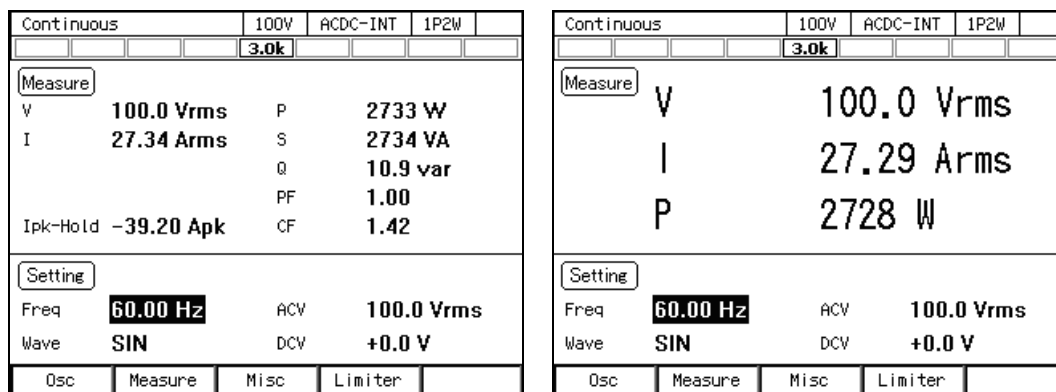 Continuous 100V ACDC-INT 1P2W
3.0k
Measure
V 100.0 Vrms P 2733 W
I 27.34 Arms S 2734 VA
Q 10.9 var
PF 1.00
Ipk-Hold -39.20 Apk CF 1.42
Setting
Freq 60.00 Hz ACV 100.0 Vrms
Wave SIN DCV +0.0 V
Osc Measure Misc Limiter
Continuous 100V ACDC-INT 1P2W
3.0k
Measure
V 100.0 Vrms
I 27.29 Arms
P 2728 W
Setting
Freq 60.00 Hz ACV 100.0 Vrms
Wave SIN DCV +0.0 V
Osc Measure Misc Limiter